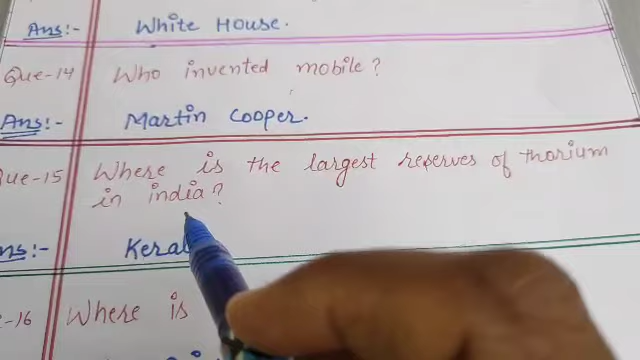 Ans:- White House.
Que-14 Who invented mobile?
Ans:- Martin Cooper.
Que-15 Where is the largest reserves of thorium
in india?
Ans:- Keral
-16 Where is